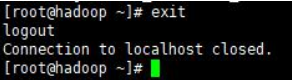 [root@hadoop ~]# exit
logout
Connection to localhost closed.
[root@hadoop ~]#